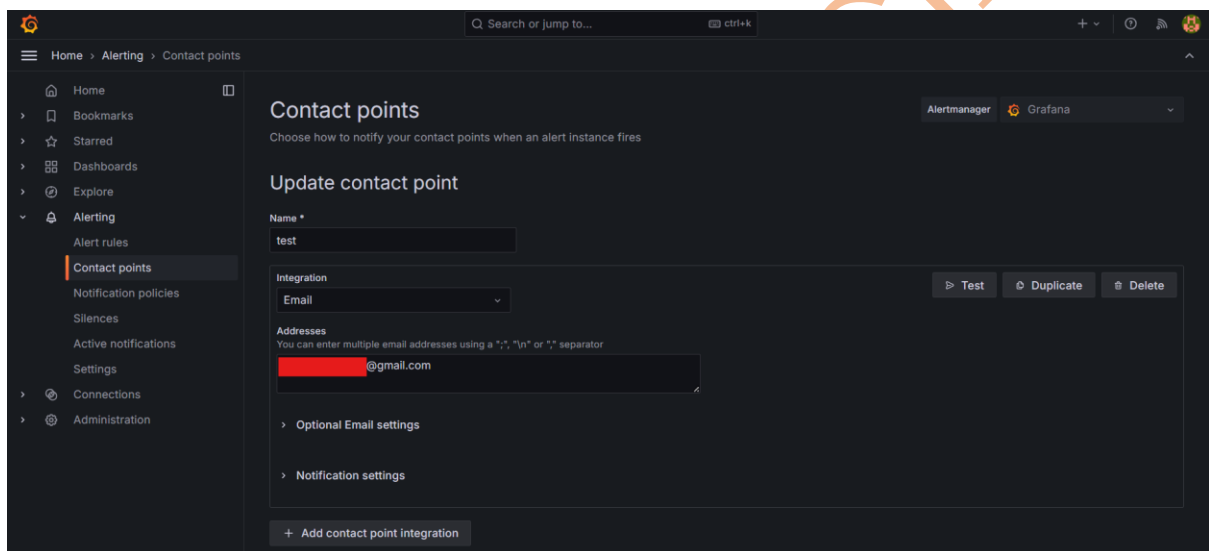 Search or jump to... ctrl+k
Home > Alerting > Contact points
Home
Bookmarks
Starred
Dashboards
Explore
Alerting
Alert rules
Contact points
Notification policies
Silences
Active notifications
Settings
Connections
Administration
Contact points
Alertmanager Grafana
Choose how to notify your contact points when an alert instance fires
Update contact point
Name *
test
Integration
Email
Test Duplicate Delete
Addresses
You can enter multiple email addresses using a ";", "\n" or "," separator
@gmail.com
> Optional Email settings
> Notification settings
+ Add contact point integration